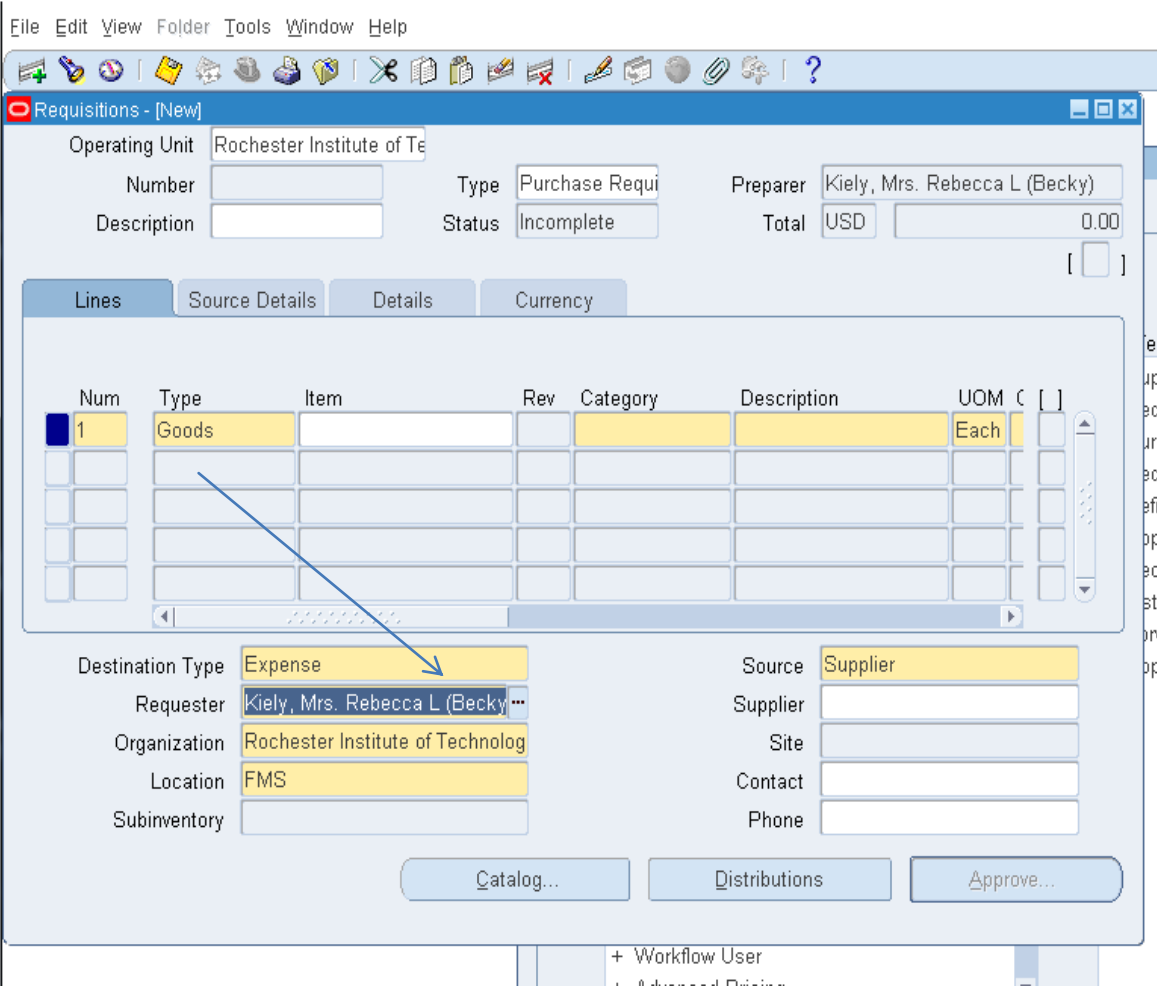 File Edit View Folder Tools Window Help
Requisitions - [New]
Operating Unit Rochester Institute of Te
Number Type Purchase Requi Preparer Kiely, Mrs. Rebecca L (Becky)
Description Status Incomplete Total USD 0.00
[ ]
Lines Source Details Details Currency
Num Type Item Rev Category Description UOM [ ]
1 Goods Each
Destination Type Expense Source Supplier
Requester Kiely, Mrs. Rebecca L (Becky ... Supplier
Organization Rochester Institute of Technolog Site
Location FMS Contact
Subinventory Phone
Catalog... Distributions Approve...
+ Workflow User